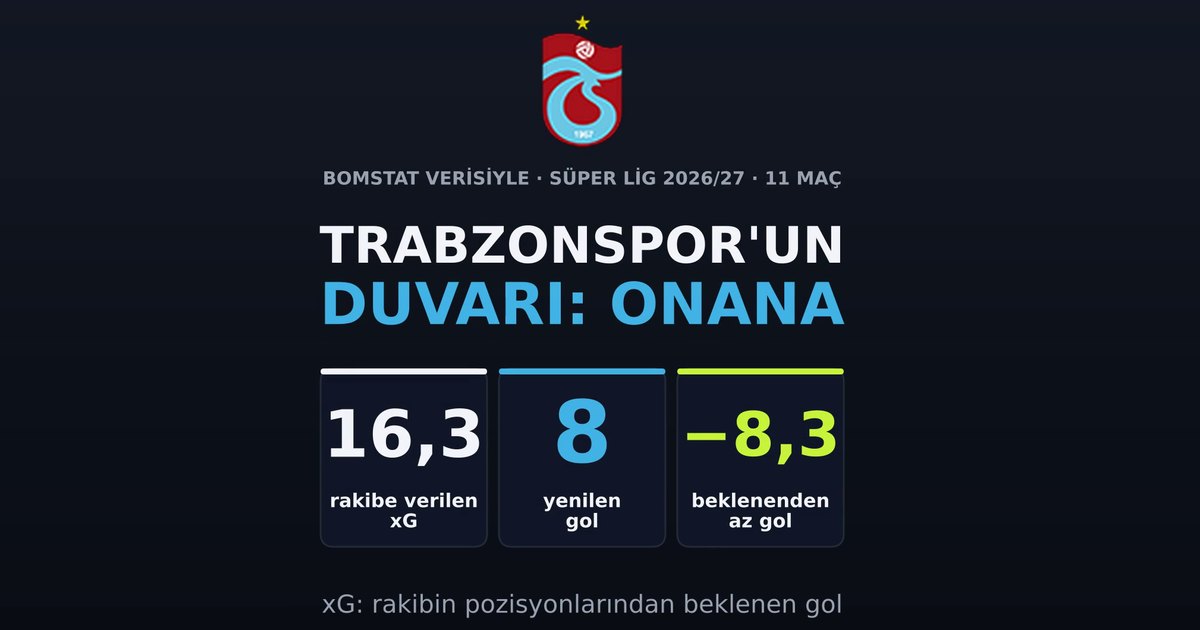 1967
BOMSTAT VERİSİYLE · SÜPER LİG 2026/27 · 11 MAÇ
TRABZONSPOR'UN
DUVARI: ONANA
16,3
rakibe verilen
xG
8
yenilen
gol
−8,3
beklenenden
az gol
xG: rakibin pozisyonlarından beklenen gol